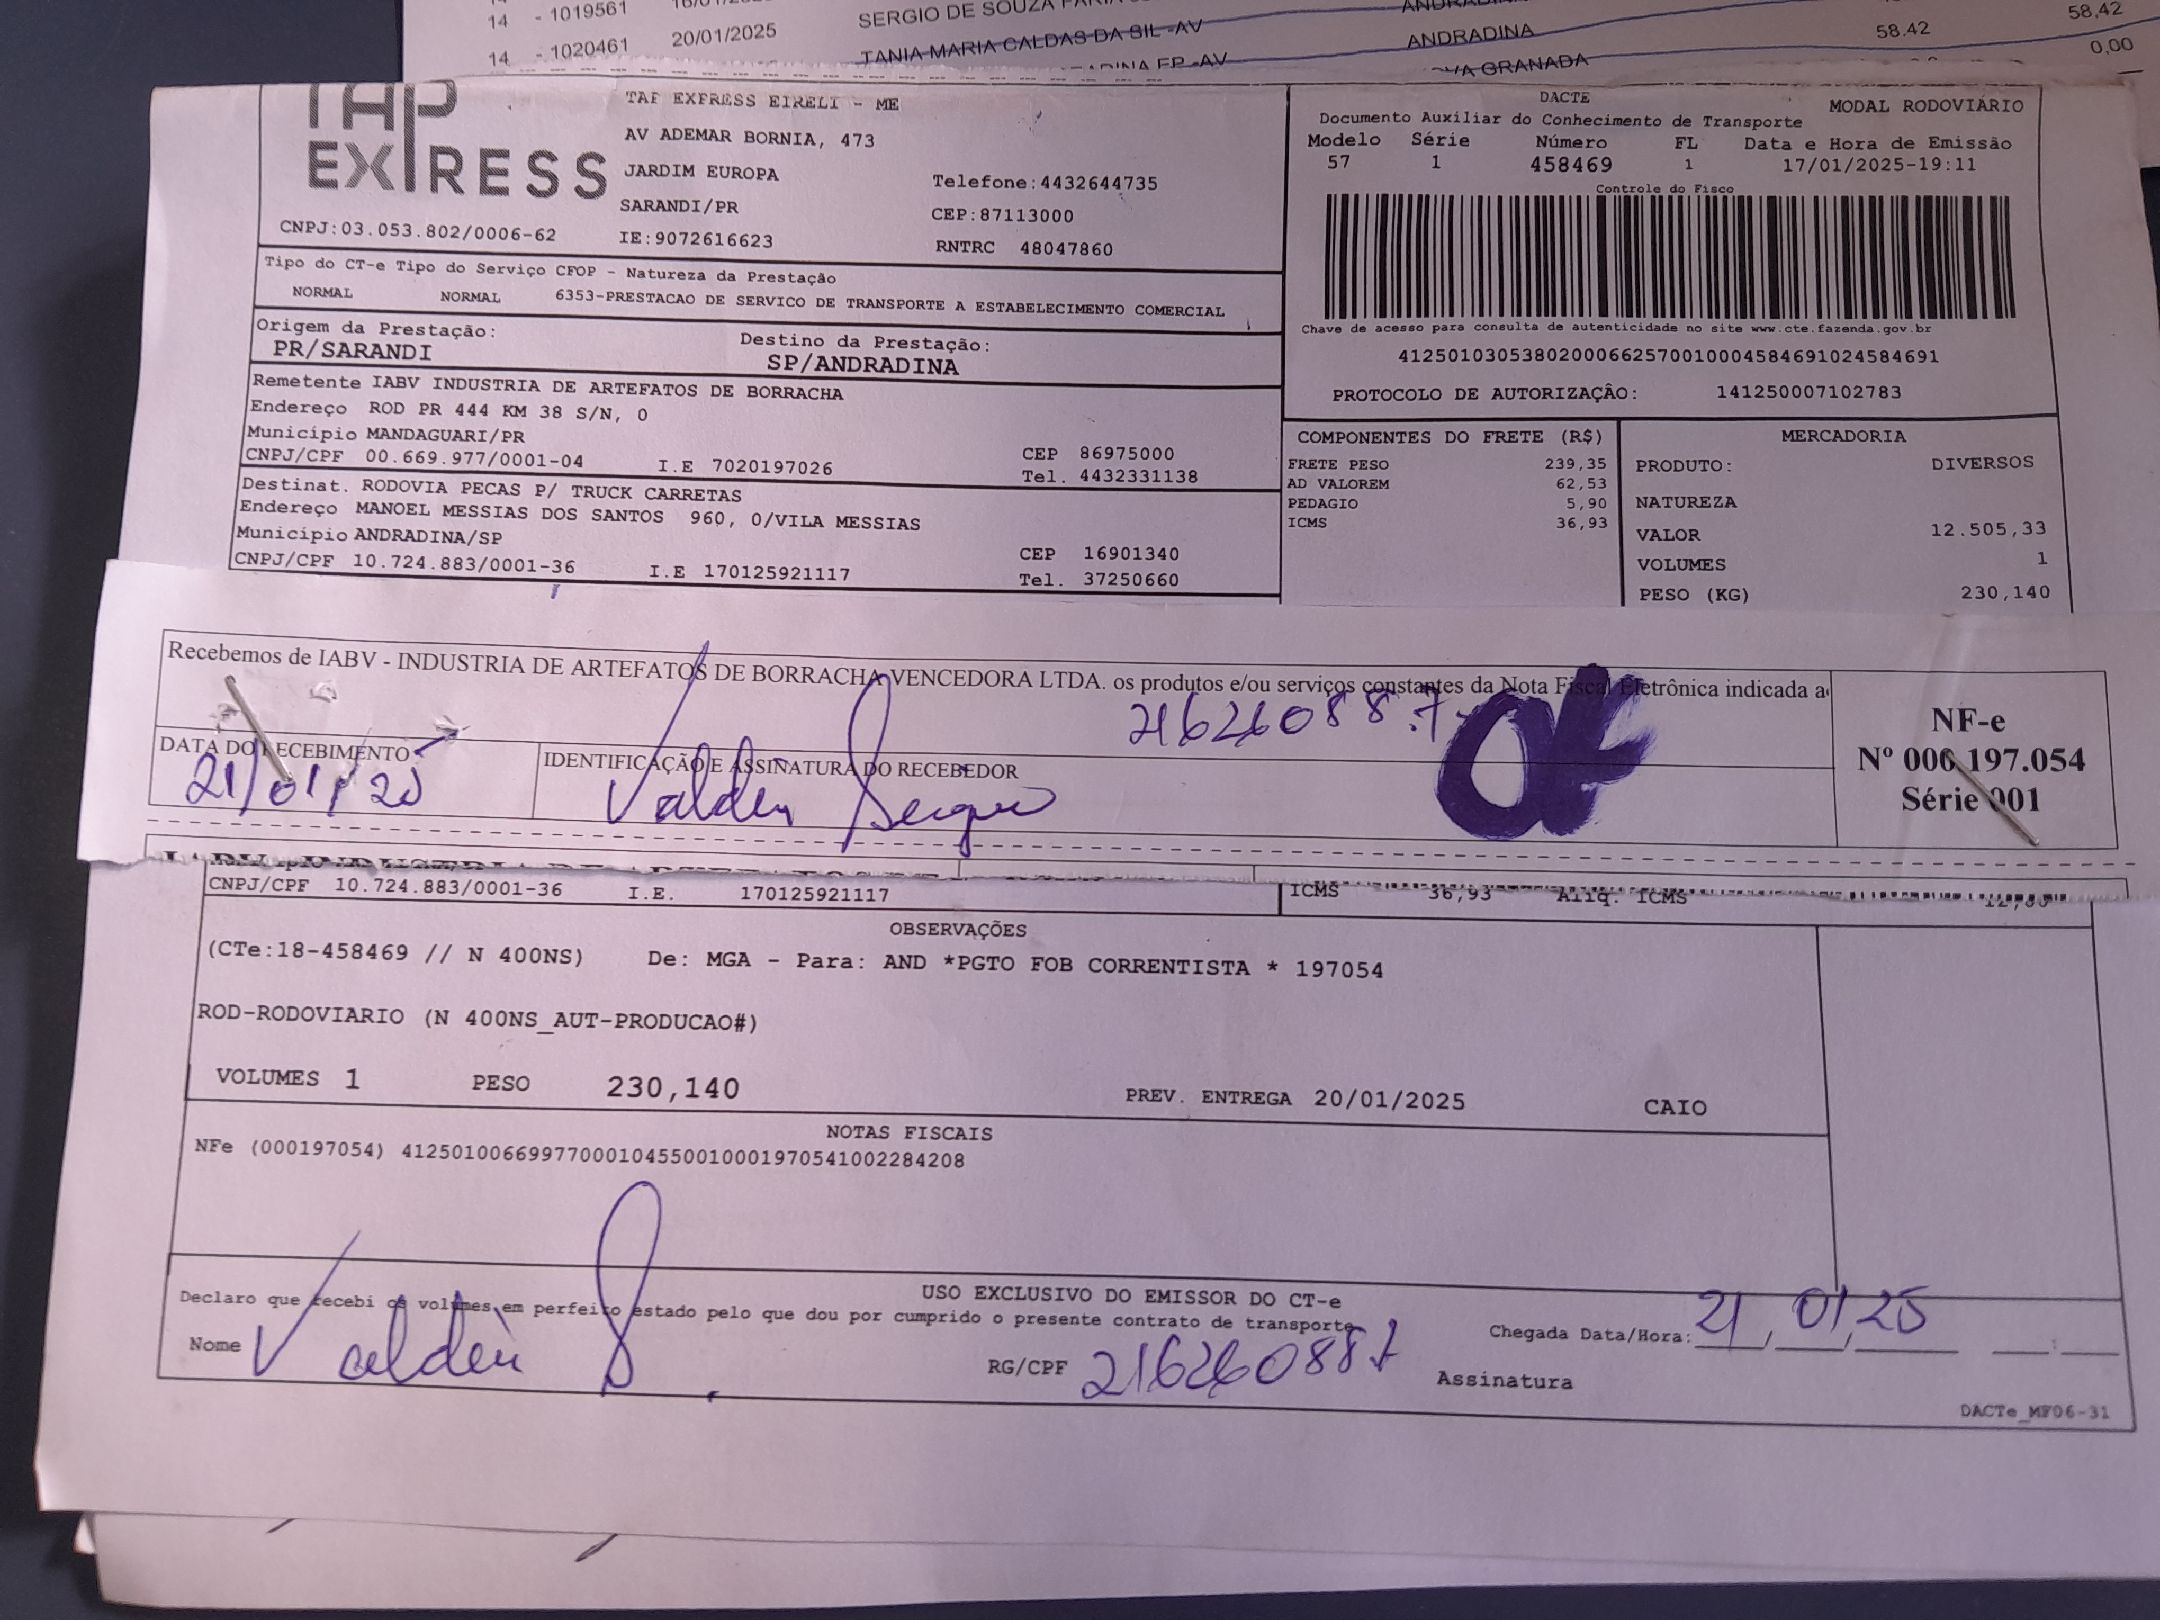 14 - 1019561
SERGIO DE SOUZA
14 - 1020461 20/01/2025 TANIA MARIA CALDAS DA SIL -AV ANDRADINA 58.42 58,42
0,00
TAP EXPRESS
TAP EXPRESS EIRELI - ME
AV ADEMAR BORNIA, 473
JARDIM EUROPA Telefone:4432644735
SARANDI/PR CEP:87113000
CNPJ:03.053.802/0006-62 IE:9072616623 RNTRC 48047860
DACTE MODAL RODOVIÁRIO
Documento Auxiliar do Conhecimento de Transporte
Modelo Série Número FL Data e Hora de Emissão
57 1 458469 1 17/01/2025-19:11
Controle do Fisco
Chave de acesso para consulta de autenticidade no site www.cte.fazenda.gov.br
41250103053802000662570010004584691024584691
PROTOCOLO DE AUTORIZAÇÃO: 141250007102783
Tipo do CT-e Tipo do Serviço CFOP - Natureza da Prestação
NORMAL NORMAL 6353-PRESTACAO DE SERVICO DE TRANSPORTE A ESTABELECIMENTO COMERCIAL
Origem da Prestação: Destino da Prestação:
PR/SARANDI SP/ANDRADINA
Remetente IABV INDUSTRIA DE ARTEFATOS DE BORRACHA
Endereço ROD PR 444 KM 38 S/N, 0
Município MANDAGUARI/PR CEP 86975000
CNPJ/CPF 00.669.977/0001-04 I.E 7020197026 Tel. 4432331138
Destinat. RODOVIA PECAS P/ TRUCK CARRETAS
Endereço MANOEL MESSIAS DOS SANTOS 960, 0/VILA MESSIAS
Município ANDRADINA/SP CEP 16901340
CNPJ/CPF 10.724.883/0001-36 I.E 170125921117 Tel. 37250660
COMPONENTES DO FRETE (R$)
FRETE PESO 239,35
AD VALOREM 62,53
PEDAGIO 5,90
ICMS 36,93
MERCADORIA
PRODUTO: DIVERSOS
NATUREZA
VALOR 12.505,33
VOLUMES 1
PESO (KG) 230,140
Recebemos de IABV - INDUSTRIA DE ARTEFATOS DE BORRACHA VENCEDORA LTDA. os produtos e/ou serviços constantes da Nota Fiscal Eletrônica indicada a
216260887
OK
DATA DO RECEBIMENTO IDENTIFICAÇÃO E ASSINATURA DO RECEBEDOR
21/01/25 Valdir Sergio
NF-e
Nº 000.197.054
Série 001
CNPJ/CPF 10.724.883/0001-36 I.E. 170125921117 ICMS 36,93 Aliq. ICMS
OBSERVAÇÕES
(CTe:18-458469 // N 400NS) De: MGA - Para: AND *PGTO FOB CORRENTISTA * 197054
ROD-RODOVIARIO (N 400NS_AUT-PRODUCAO#)
VOLUMES 1 PESO 230,140 PREV. ENTREGA 20/01/2025 CAIO
NOTAS FISCAIS
NFe (000197054) 41250100669977000104550010001970541002284208
USO EXCLUSIVO DO EMISSOR DO CT-e
Declaro que recebi os volumes em perfeito estado pelo que dou por cumprido o presente contrato de transporte
Nome Valdir S. RG/CPF 216260887 Chegada Data/Hora: 21/01/25
Assinatura
DACTe_MF06-31